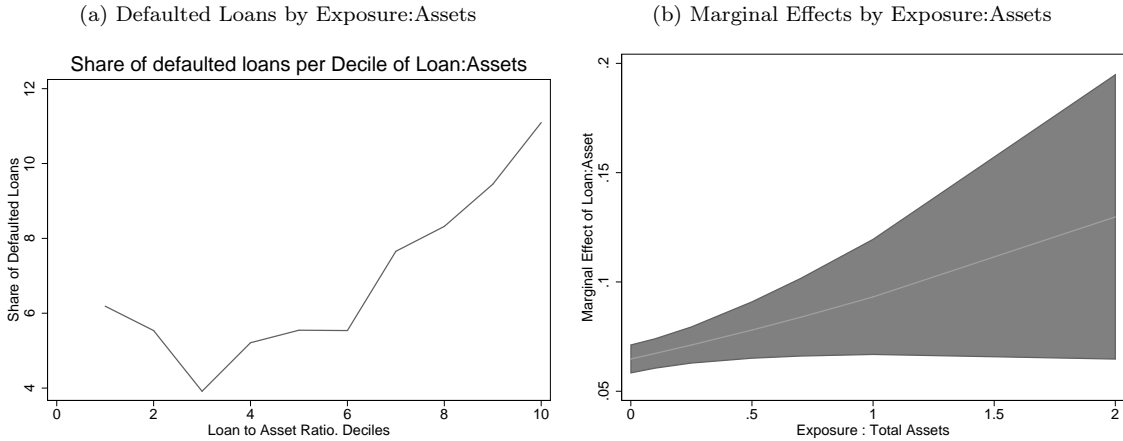 (a) Defaulted Loans by Exposure:Assets
Share of defaulted loans per Decile of Loan:Assets
Share of Defaulted Loans
12
10
8
6
4
0 2 4 6 8 10
Loan to Asset Ratio. Deciles
(b) Marginal Effects by Exposure:Assets
Marginal Effect of Loan:Asset
.2
.15
.1
.05
0 .5 1 1.5 2
Exposure : Total Assets